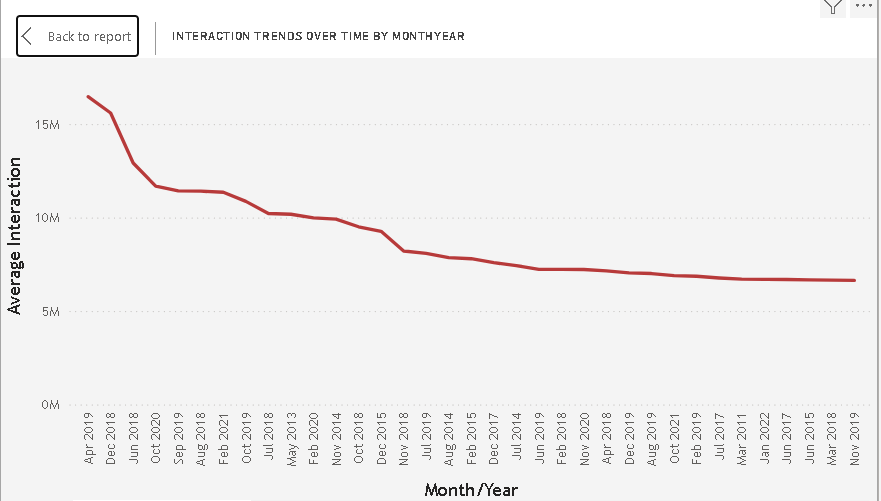 Back to report
INTERACTION TRENDS OVER TIME BY MONTHYEAR
Average Interaction
15M
10M
5M
0M
Apr 2019
Dec 2018
Jun 2018
Oct 2020
Sep 2019
Aug 2018
Feb 2021
Oct 2019
Jul 2018
May 2013
Feb 2020
Nov 2014
Oct 2018
Dec 2015
Nov 2018
Jul 2019
Aug 2014
Feb 2015
Dec 2017
Jul 2014
Jun 2019
Feb 2018
Nov 2020
Apr 2018
Dec 2019
Aug 2019
Oct 2021
Feb 2019
Jul 2017
Mar 2011
Jan 2022
Jun 2017
Jun 2015
Mar 2018
Nov 2019
Month/Year